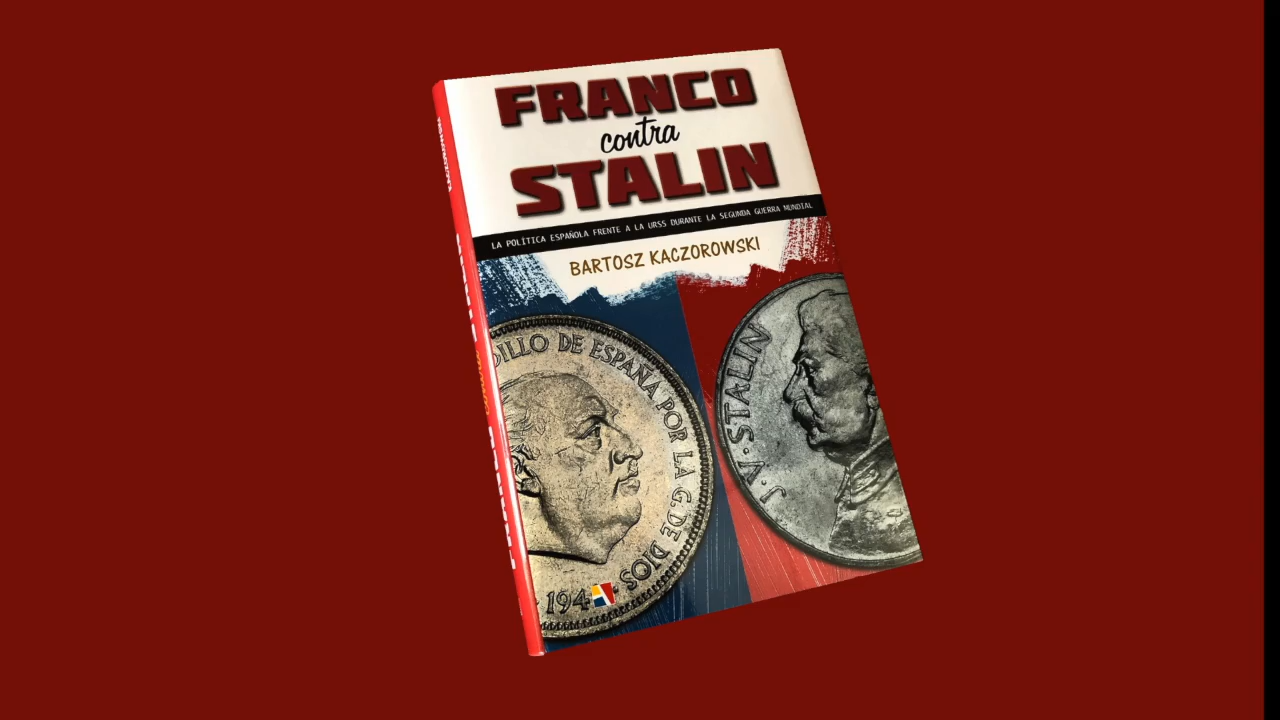 FRANCO
contra
STALIN
LA POLÍTICA ESPAÑOLA FRENTE A LA URSS DURANTE LA SEGUNDA GUERRA MUNDIAL
BARTOSZ KACZOROWSKI
DILLO DE ESPAÑA POR LA G. DE DIOS
194
J.V. STALIN